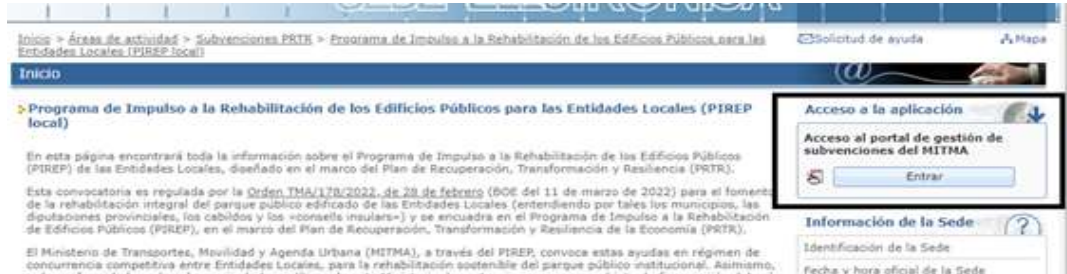 SEDE ELECTRÓNICA
Inicio > Áreas de actividad > Subvenciones PRTR > Programa de Impulso a la Rehabilitación de los Edificios Públicos para las
Entidades Locales (PIREP local)
Solicitud de ayuda
Mapa
Inicio
Programa de Impulso a la Rehabilitación de los Edificios Públicos para las Entidades Locales (PIREP
local)
En esta página encontrará toda la información sobre el Programa de Impulso a la Rehabilitación de los Edificios Públicos
(PIREP) de las Entidades Locales, diseñado en el marco del Plan de Recuperación, Transformación y Resiliencia (PRTR).
Esta convocatoria es regulada por la Orden TMA/178/2022, de 28 de febrero (BOE del 11 de marzo de 2022) para el fomento
de la rehabilitación integral del parque público edificado de las Entidades Locales (entendiendo por tales los municipios, las
diputaciones provinciales, los cabildos y los «consells insulars») y se encuadra en el Programa de Impulso a la Rehabilitación
de Edificios Públicos (PIREP), en el marco del Plan de Recuperación, Transformación y Resiliencia de la Economía (PRTR).
El Ministerio de Transportes, Movilidad y Agenda Urbana (MITMA), a través del PIREP, convoca estas ayudas en régimen de
concurrencia competitiva entre Entidades Locales, para la rehabilitación sostenible del parque público institucional. Asimismo,
Acceso a la aplicación
Acceso al portal de gestión de
subvenciones del MITMA
Entrar
Información de la Sede
Identificación de la Sede
Fecha y hora oficial de la Sede